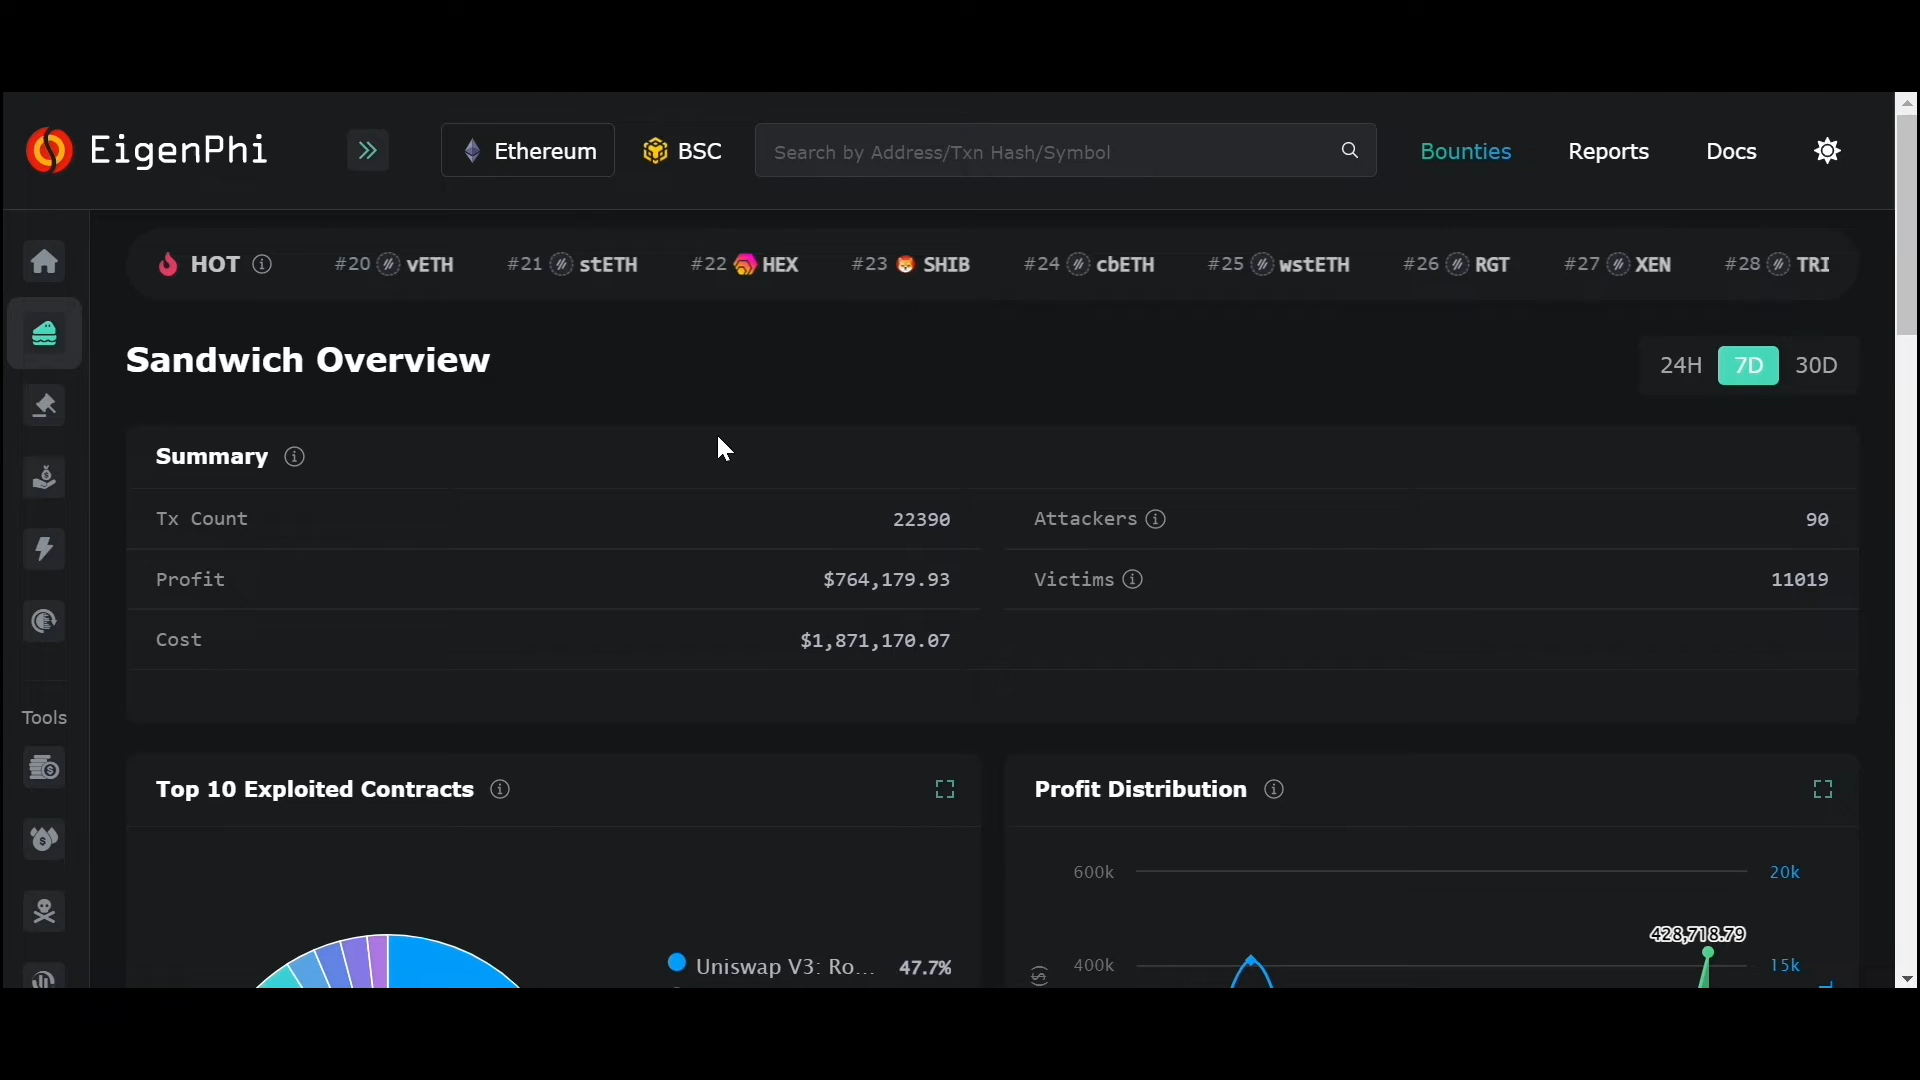 EigenPhi
Ethereum
BSC
Search by Address/Txn Hash/Symbol
Bounties
Reports
Docs
HOT #20 vETH #21 stETH #22 HEX #23 SHIB #24 cbETH #25 wstETH #26 RGT #27 XEN #28 TRI
Sandwich Overview
24H 7D 30D
Summary
Tx Count 22390
Attackers 90
Profit $764,179.93
Victims 11019
Cost $1,871,170.07
Tools
Top 10 Exploited Contracts
Profit Distribution
600k
20k
428,718.79
Uniswap V3: Ro... 47.7%
400k
15k